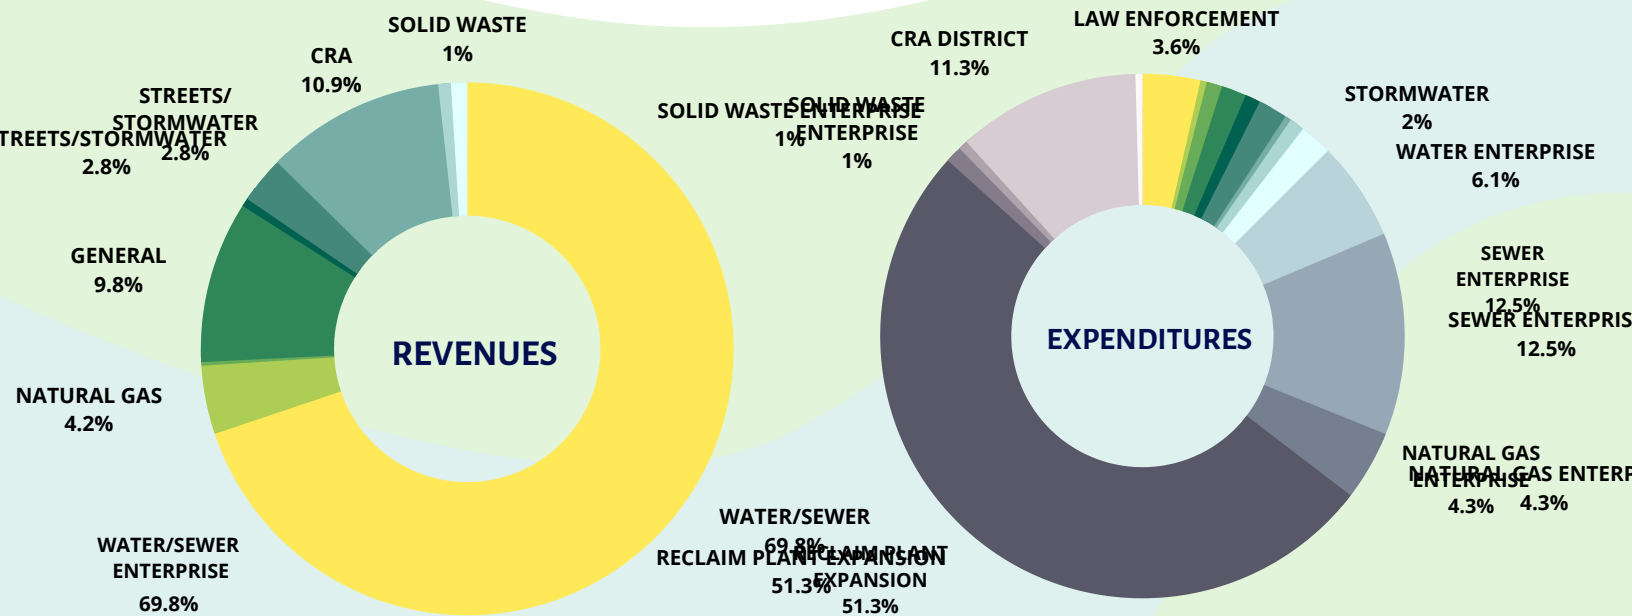 SOLID WASTE
1%
CRA
10.9%
STREETS/
STORMWATER
2.8%
TREETS/STORMWATER
2.8%
GENERAL
9.8%
NATURAL GAS
4.2%
WATER/SEWER
ENTERPRISE
69.8%
REVENUES
WATER/SEWER
69.8%
LAW ENFORCEMENT
3.6%
CRA DISTRICT
11.3%
SOLID WASTE ENTERPRISE
1%
SOLID WASTE
ENTERPRISE
1%
STORMWATER
2%
WATER ENTERPRISE
6.1%
SEWER
ENTERPRISE
12.5%
SEWER ENTERPRIS
12.5%
NATURAL GAS
ENTERPRISE
4.3%
NATURAL GAS ENTERP
4.3%
EXPENDITURES
RECLAIM PLANT EXPANSION
51.3%
RECLAIM PLANT
EXPANSION
51.3%